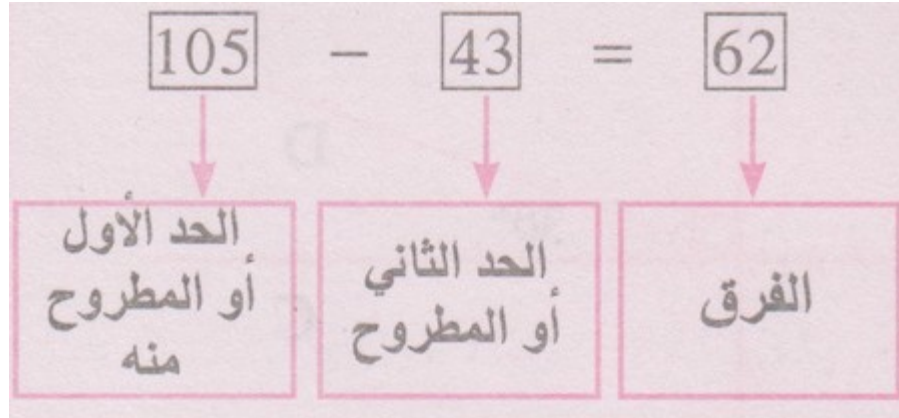 105 − 43 = 62
الحد الأول
أو المطروح
منه
الحد الثاني
أو المطروح
الفرق